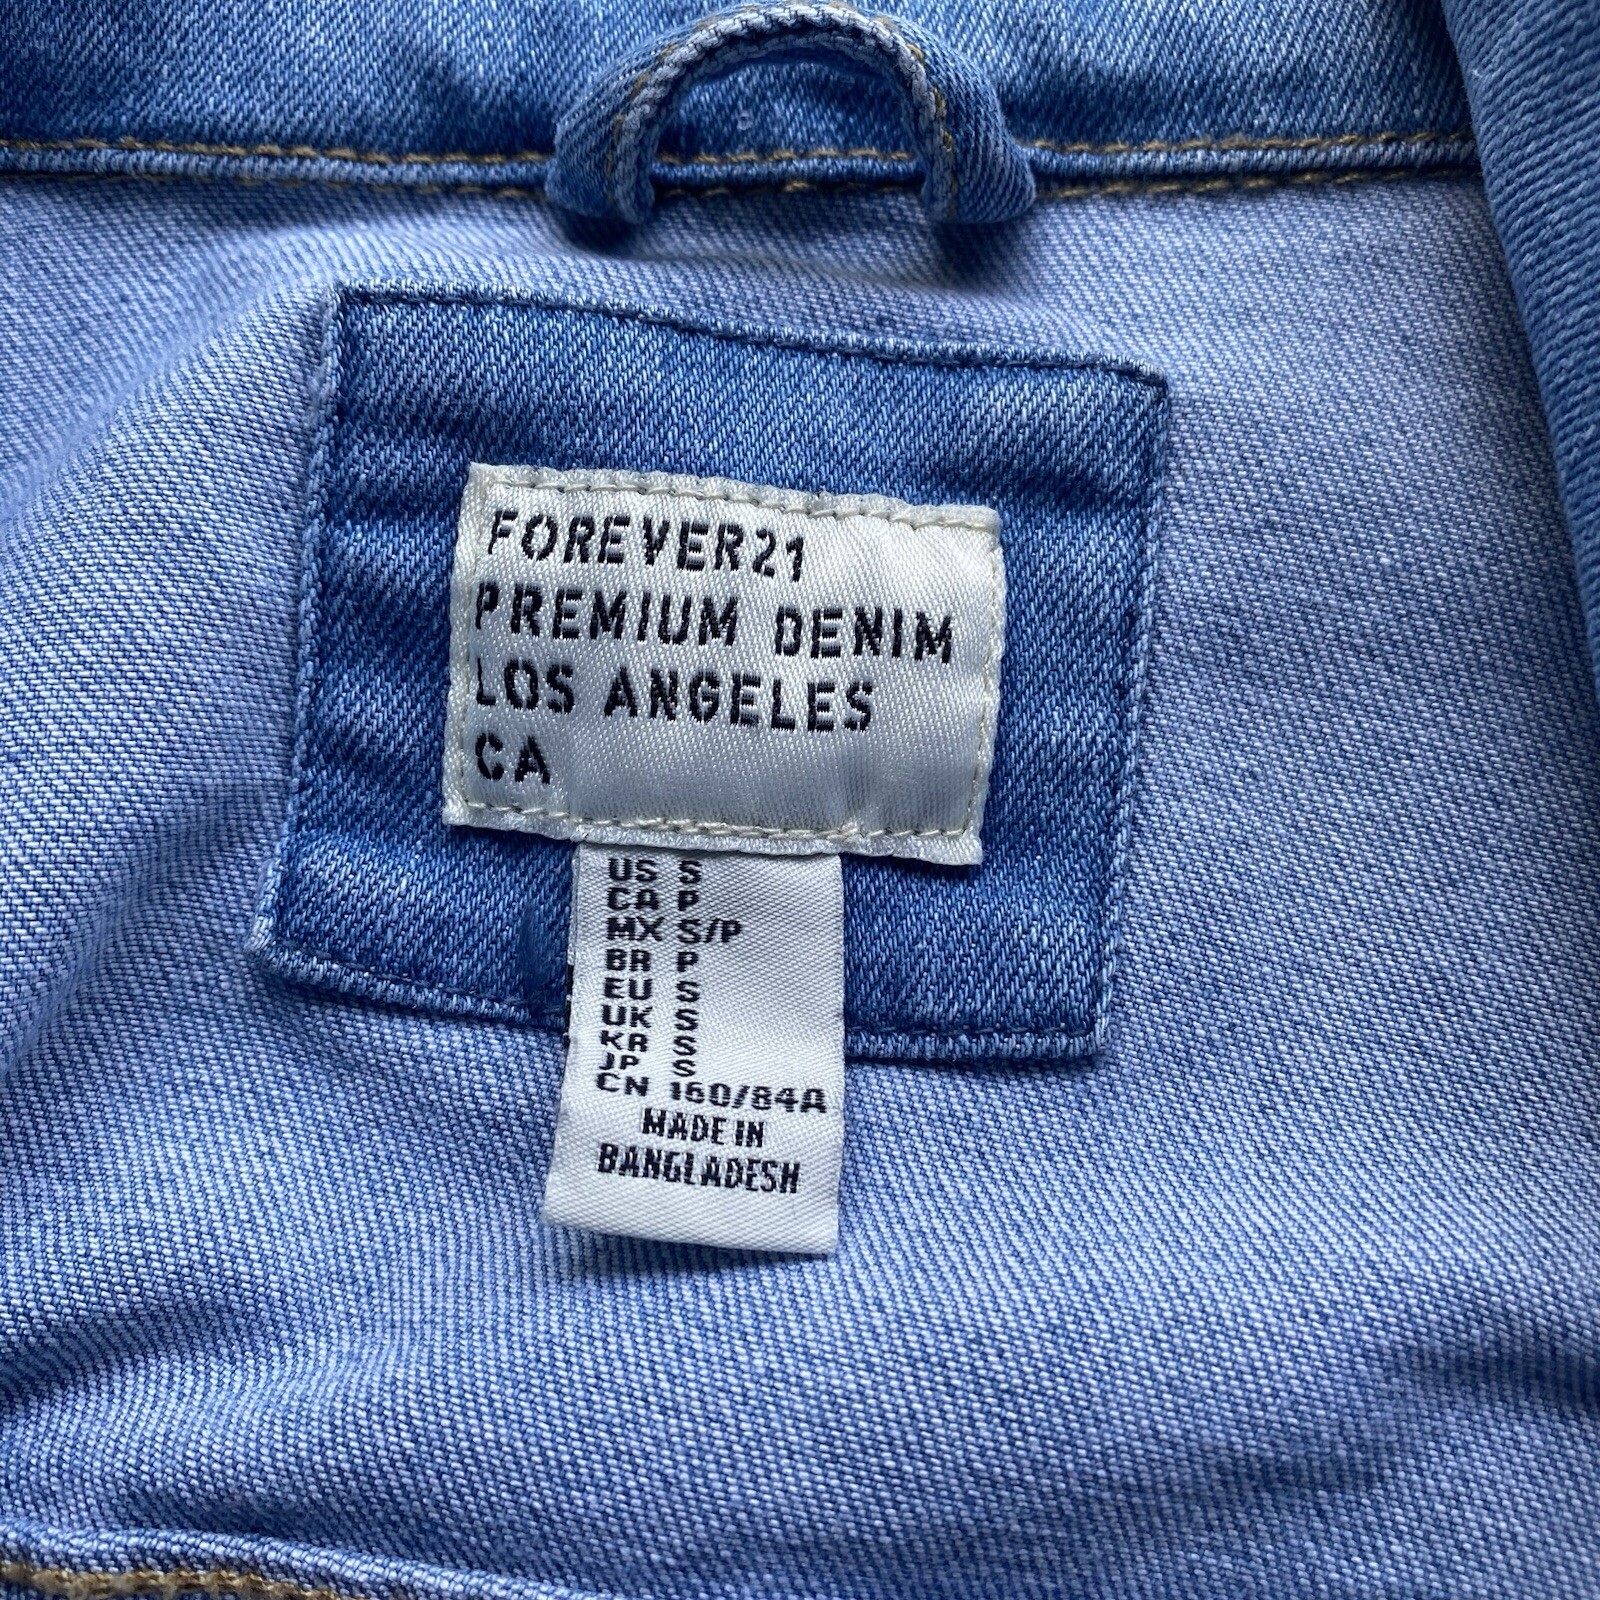 FOREVER21
PREMIUM DENIM
LOS ANGELES
CA
US S
CA P
MX S/P
BR P
EU S
UK S
KR S
JP S
CN 160/84A
MADE IN
BANGLADESH